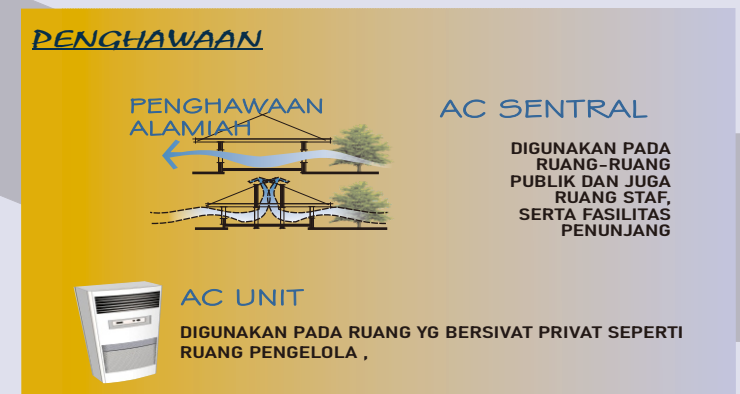 PENGHAWAAN
PENGHAWAAN
ALAMIAH
AC SENTRAL
DIGUNAKAN PADA
RUANG-RUANG
PUBLIK DAN JUGA
RUANG STAF,
SERTA FASILITAS
PENUNJANG
AC UNIT
DIGUNAKAN PADA RUANG YG BERSIVAT PRIVAT SEPERTI
RUANG PENGELOLA ,